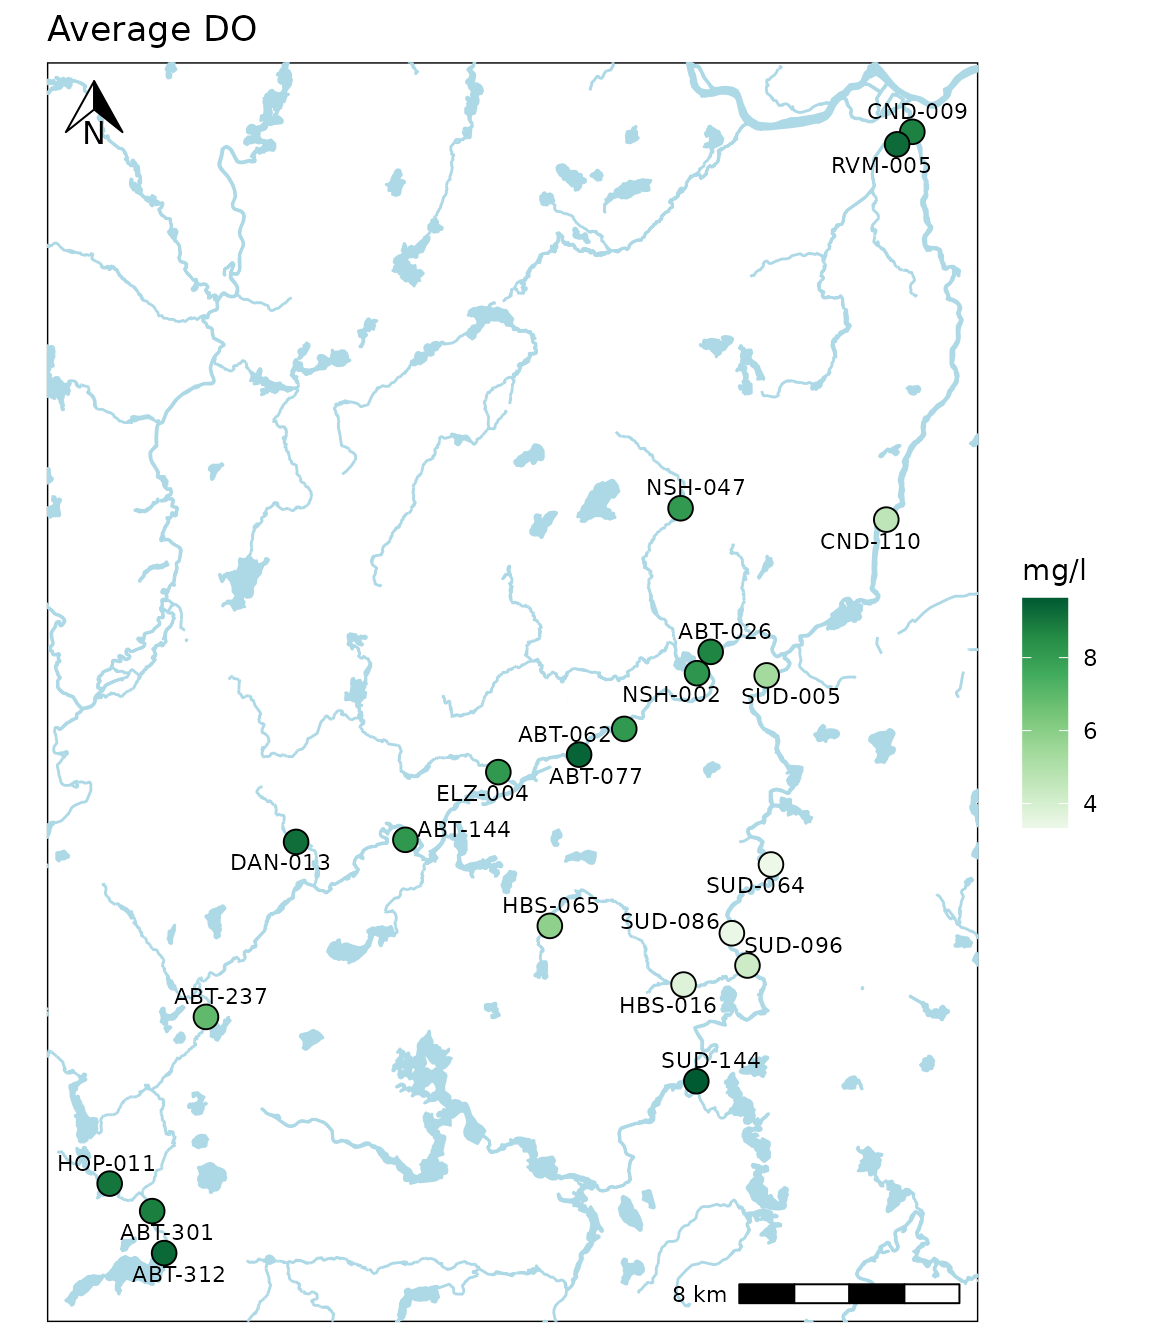 Average DO
N
CND-009
RVM-005
NSH-047
CND-110
mg/l
8
6
4
ABT-026
NSH-002
SUD-005
ABT-062
ABT-077
ELZ-004
ABT-144
DAN-013
SUD-064
HBS-065
SUD-086
SUD-096
ABT-237
HBS-016
SUD-144
HOP-011
ABT-301
ABT-312
8 km